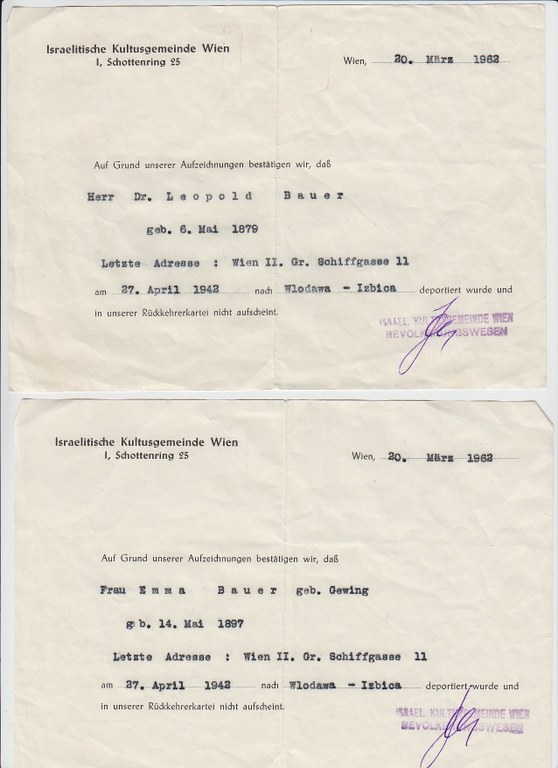 Israelitische Kultusgemeinde Wien
I, Schottenring 25
Wien, 20. März 1962
Auf Grund unserer Aufzeichnungen bestätigen wir, daß
Herr Dr. Leopold Bauer
geb. 6. Mai 1879
Letzte Adresse : Wien II. Gr. Schiffgasse 11
am 27. April 1942 nach Wlodawa - Izbica deportiert wurde und
in unserer Rückkehrerkartei nicht aufscheint.
ISRAEL. KULTUSGEMEINDE WIEN
BEVÖLKERUNGSWESEN
Israelitische Kultusgemeinde Wien
I, Schottenring 25
Wien, 20. März 1962
Auf Grund unserer Aufzeichnungen bestätigen wir, daß
Frau Emma Bauer geb. Gewing
geb. 14. Mai 1897
Letzte Adresse : Wien II. Gr. Schiffgasse 11
am 27. April 1942 nach Wlodawa - Izbica deportiert wurde und
in unserer Rückkehrerkartei nicht aufscheint.
ISRAEL. KULTUSGEMEINDE WIEN
BEVÖLKERUNGSWESEN